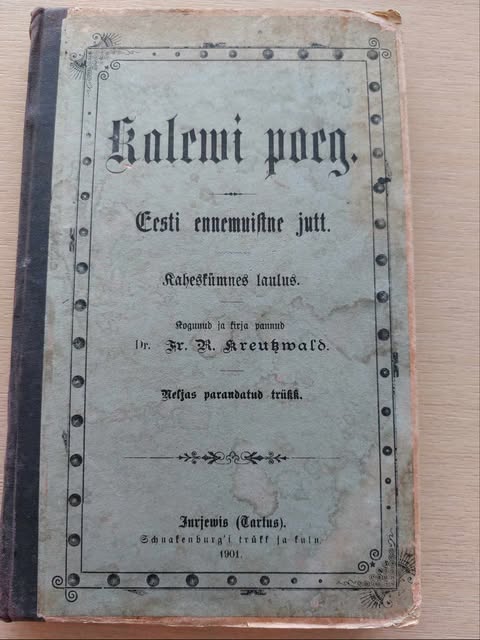 Kalewi poeg.
Eesti ennemuistne jutt.
Kaheskümnes laulus.
Kogunud ja kirja pannud
Dr. Fr. R. Kreutzwald.
Neljas parandatud trükk.
Jurjewis (Tartus).
Schnakenburg'i trükk ja kulu.
1901.